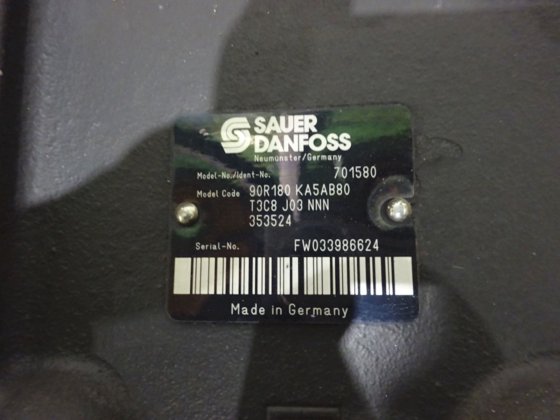 SAUER
DANFOSS
Neumünster/Germany
Model-No./Ident-No. 701580
Model Code 90R180 KA5AB80
T3C8 J03 NNN
353524
Serial-No. FW033986624
Made in Germany